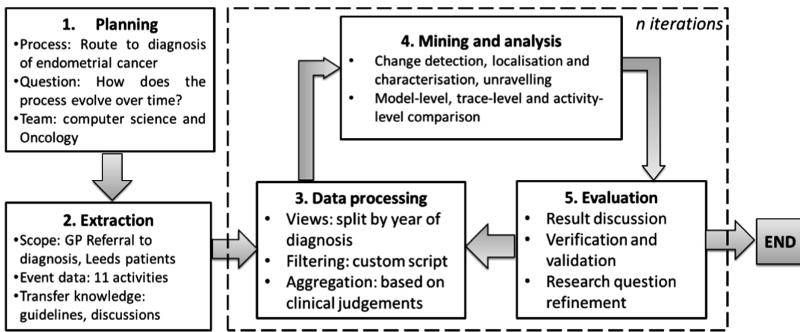 1. Planning
•Process: Route to diagnosis
of endometrial cancer
•Question: How does the
process evolve over time?
•Team: computer science and
Oncology
2. Extraction
•Scope: GP Referral to
diagnosis, Leeds patients
•Event data: 11 activities
•Transfer knowledge:
guidelines, discussions
n iterations
3. Data processing
• Views: split by year of
diagnosis
• Filtering: custom script
• Aggregation: based on
clinical judgements
4. Mining and analysis
• Change detection, localisation and
characterisation, unravelling
• Model-level, trace-level and activity-
level comparison
5. Evaluation
• Result discussion
• Verification and
validation
• Research question
refinement
END